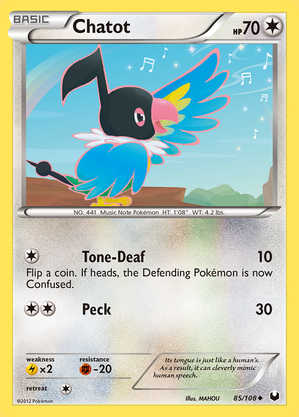 BASIC
Chatot
HP 70
NO. 441 Music Note Pokémon HT: 1'08" WT: 4.2 lbs.
Tone-Deaf 10
Flip a coin. If heads, the Defending Pokémon is now
Confused.
Peck 30
weakness
×2
resistance
-20
retreat
Its tongue is just like a human's.
As a result, it can cleverly mimic
human speech.
©2012 Pokémon
Illus. MAHOU
85/108